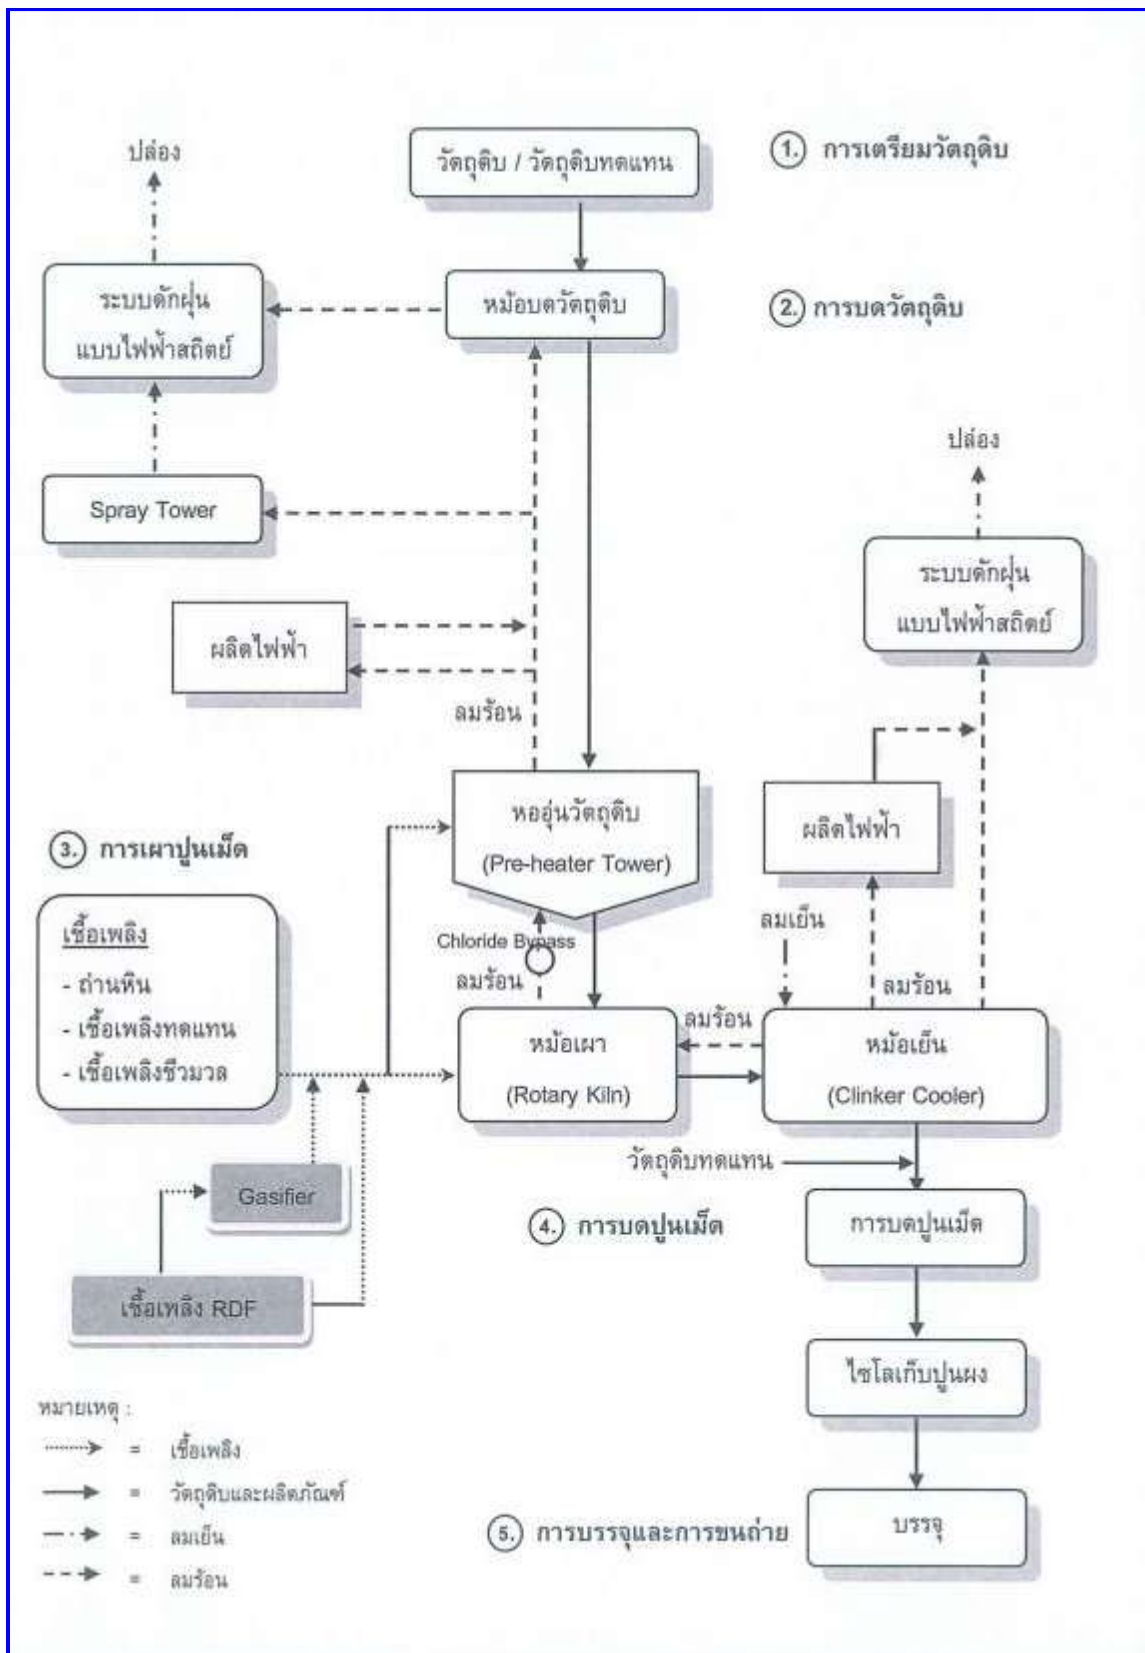 ปล่อง
วัตถุดิบ / วัตถุดิบทดแทน
1. การเตรียมวัตถุดิบ
ระบบดักฝุ่น
แบบไฟฟ้าสถิตย์
หม้อบดวัตถุดิบ
2. การบดวัตถุดิบ
ปล่อง
Spray Tower
ระบบดักฝุ่น
แบบไฟฟ้าสถิตย์
ผลิตไฟฟ้า
ลมร้อน
หออุ่นวัตถุดิบ
(Pre-heater Tower)
ผลิตไฟฟ้า
3. การเผาปูนเม็ด
เชื้อเพลิง
- ถ่านหิน
- เชื้อเพลิงทดแทน
- เชื้อเพลิงชีวมวล
Chloride Bypass
ลมร้อน
ลมเย็น
ลมร้อน
ลมร้อน
หม้อเผา
(Rotary Kiln)
หม้อเย็น
(Clinker Cooler)
วัตถุดิบทดแทน
Gasifier
4. การบดปูนเม็ด
การบดปูนเม็ด
เชื้อเพลิง RDF
ไซโลเก็บปูนผง
หมายเหตุ :
= เชื้อเพลิง
= วัตถุดิบและผลิตภัณฑ์
= ลมเย็น
= ลมร้อน
5. การบรรจุและการขนถ่าย
บรรจุ